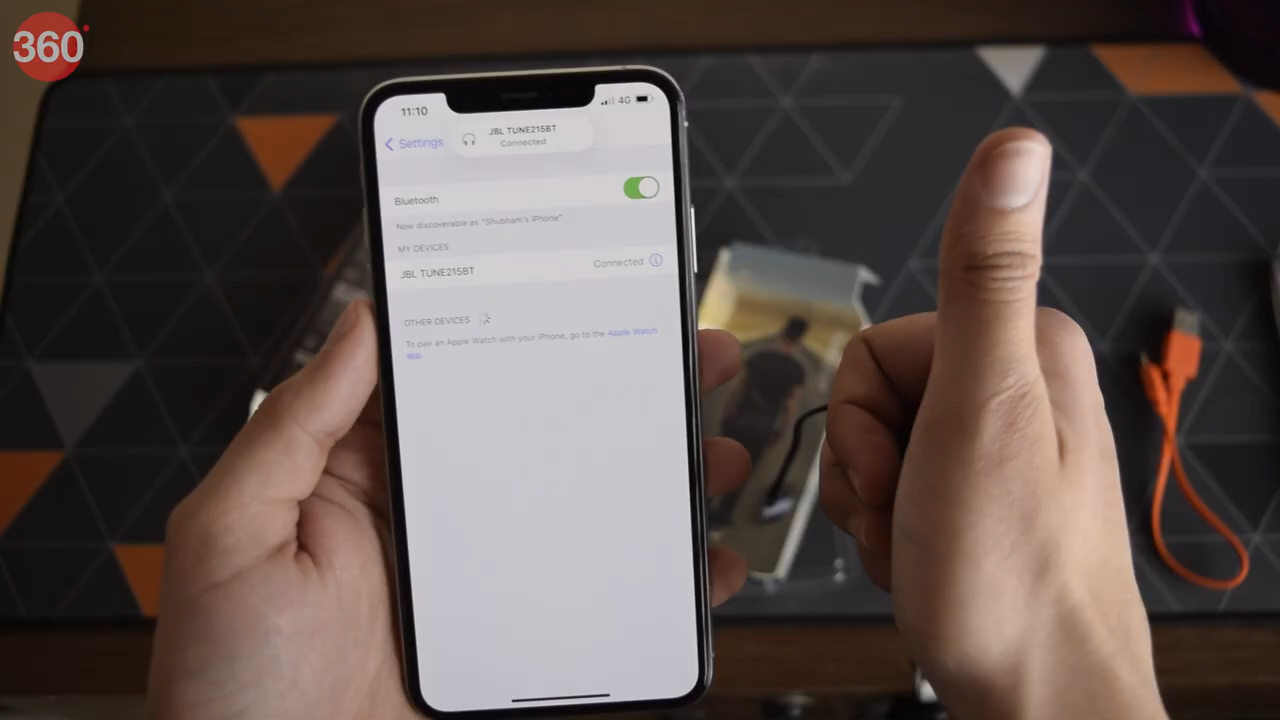 360
11:10
4G
Settings
JBL TUNE215BT
Connected
Bluetooth
Now discoverable as "Shubham's iPhone"
MY DEVICES
JBL TUNE215BT Connected
OTHER DEVICES
To pair an Apple Watch with your iPhone, go to the Apple Watch
app.